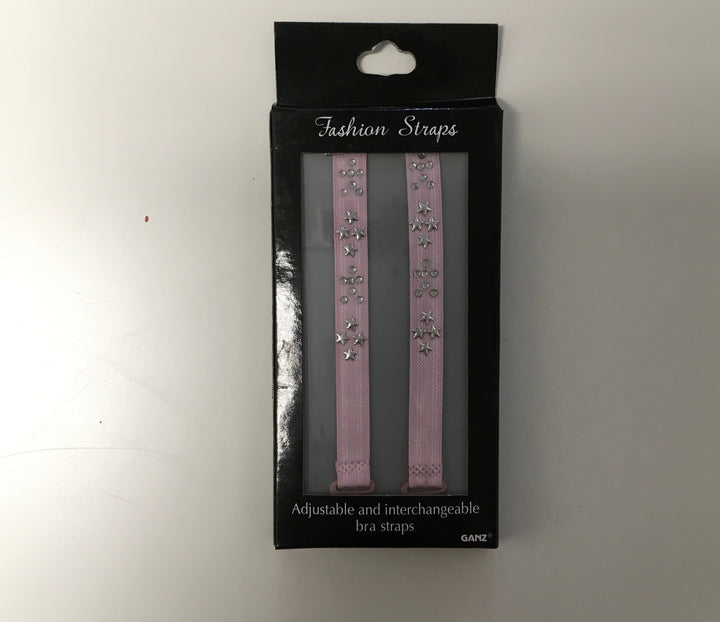 Fashion Straps
Adjustable and interchangeable
bra straps
GANZ®